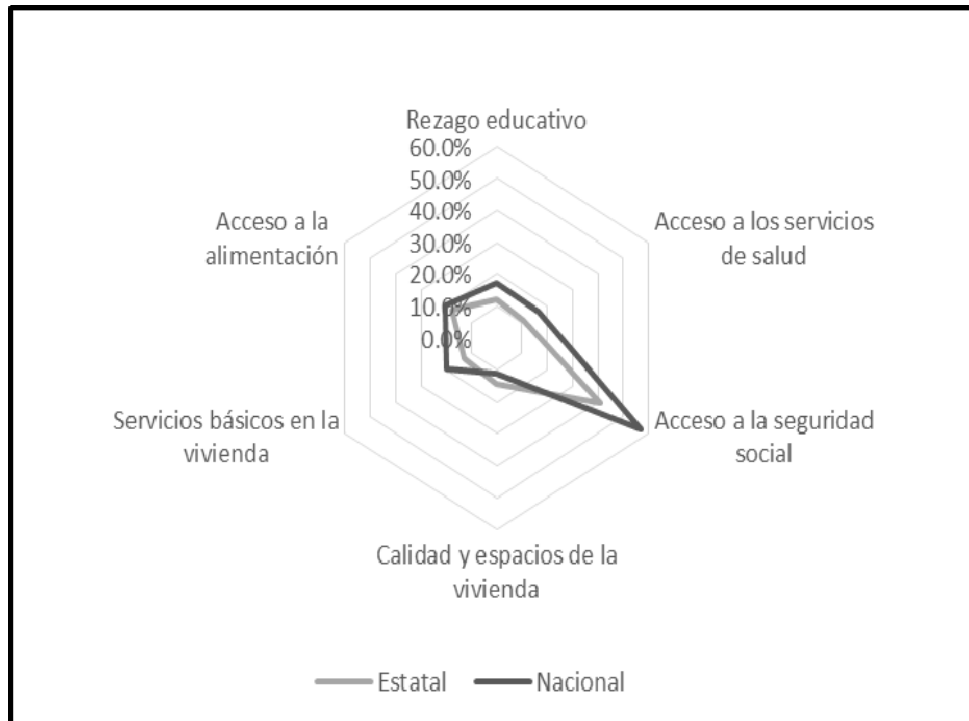 Rezago educativo
60.0%
50.0%
40.0%
30.0%
20.0%
10.0%
0.0%
Acceso a los servicios
de salud
Acceso a la seguridad
social
Calidad y espacios de la
vivienda
Servicios básicos en la
vivienda
Acceso a la
alimentación
Estatal
Nacional